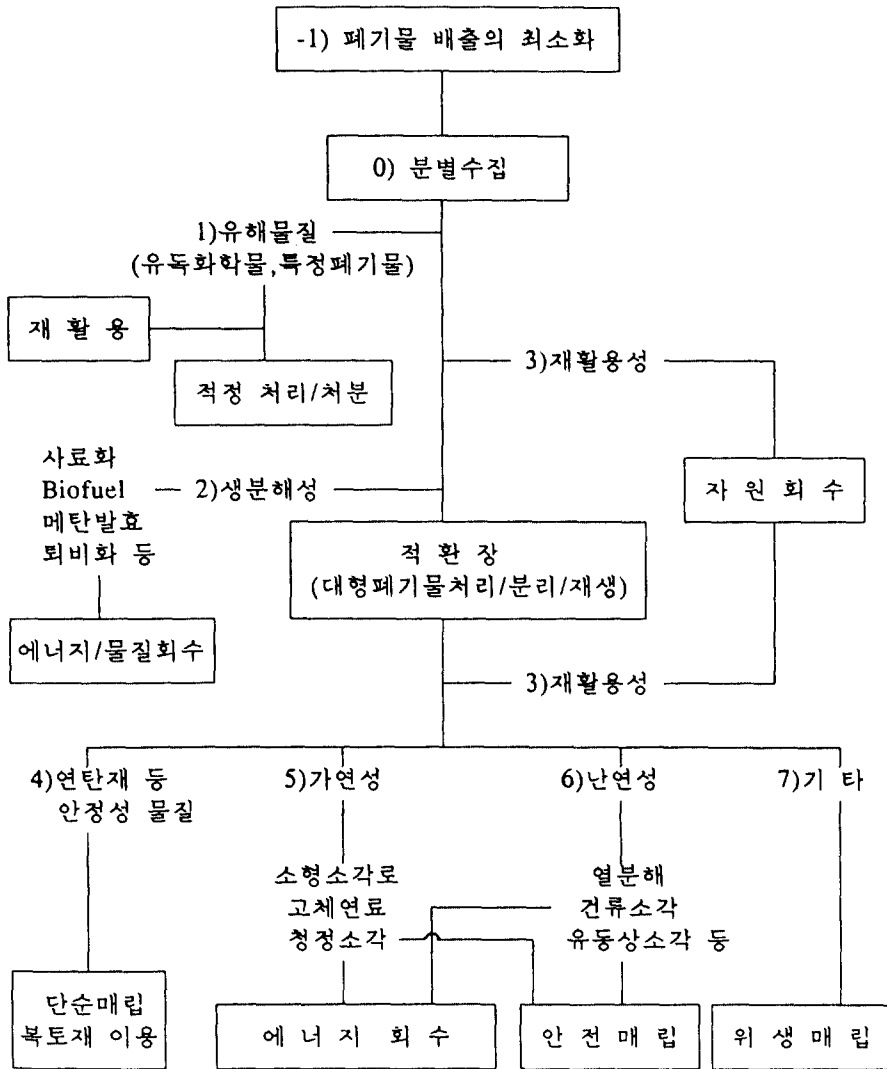 -1) 폐기물 배출의 최소화
0) 분별수집
1)유해물질
(유독화학물,특정폐기물)
재 활 용
적정 처리/처분
3)재활용성
사료화
Biofuel
메탄발효
퇴비화 등
2)생분해성
자 원 회 수
적 환 장
(대형폐기물처리/분리/재생)
에너지/물질회수
3)재활용성
4)연탄재 등
안정성 물질
5)가연성
6)난연성
7)기 타
소형소각로
고체연료
청정소각
열분해
건류소각
유동상소각 등
단순매립
복토재 이용
에 너 지 회 수
안 전 매 립
위 생 매 립